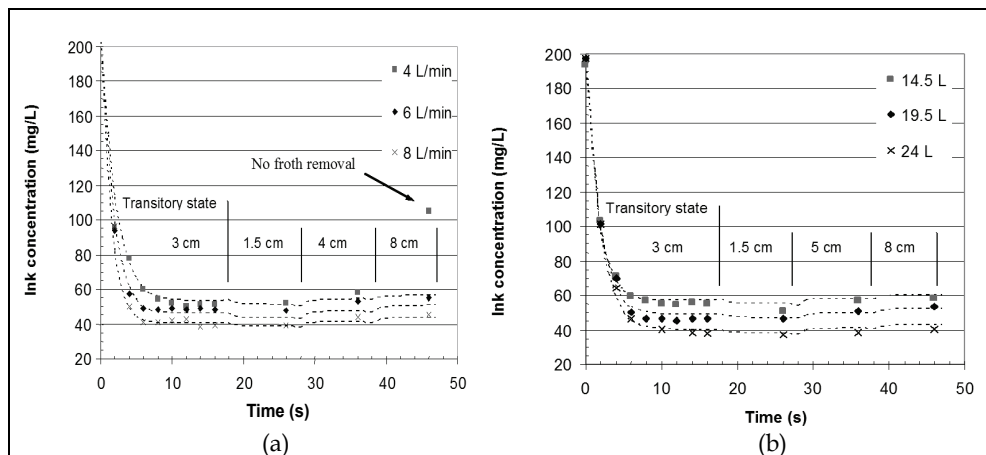 200
180
160
140
120
100
80
60
40
20
0 10 20 30 40 50
Ink concentration (mg/L)
Time (s)
4 L/min
6 L/min
8 L/min
No froth removal
Transitory state
3 cm 1.5 cm 4 cm 8 cm
(a)
200
180
160
140
120
100
80
60
40
20
0 10 20 30 40 50
Ink concentration (mg/L)
Time (s)
14.5 L
19.5 L
24 L
Transitory state
3 cm 1.5 cm 5 cm 8 cm
(b)